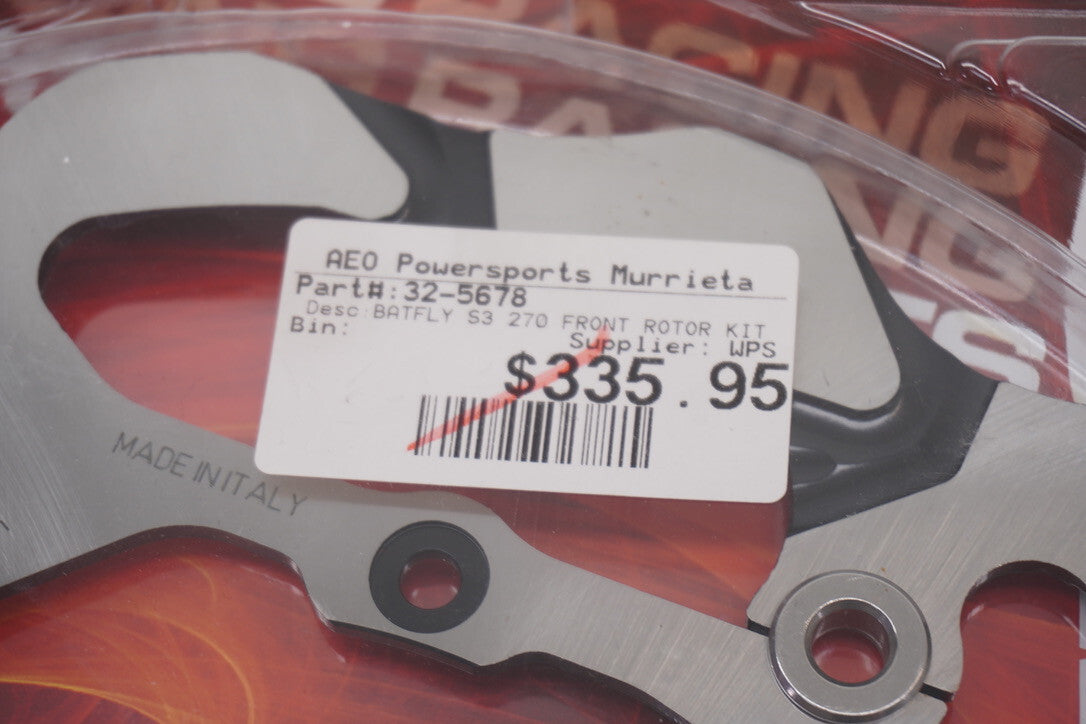 RACING
AEO Powersports Murrieta
Part#:32-5678
Desc:BATFLY S3 270 FRONT ROTOR KIT
Bin:
Supplier: WPS
$335.95
MADE IN ITALY